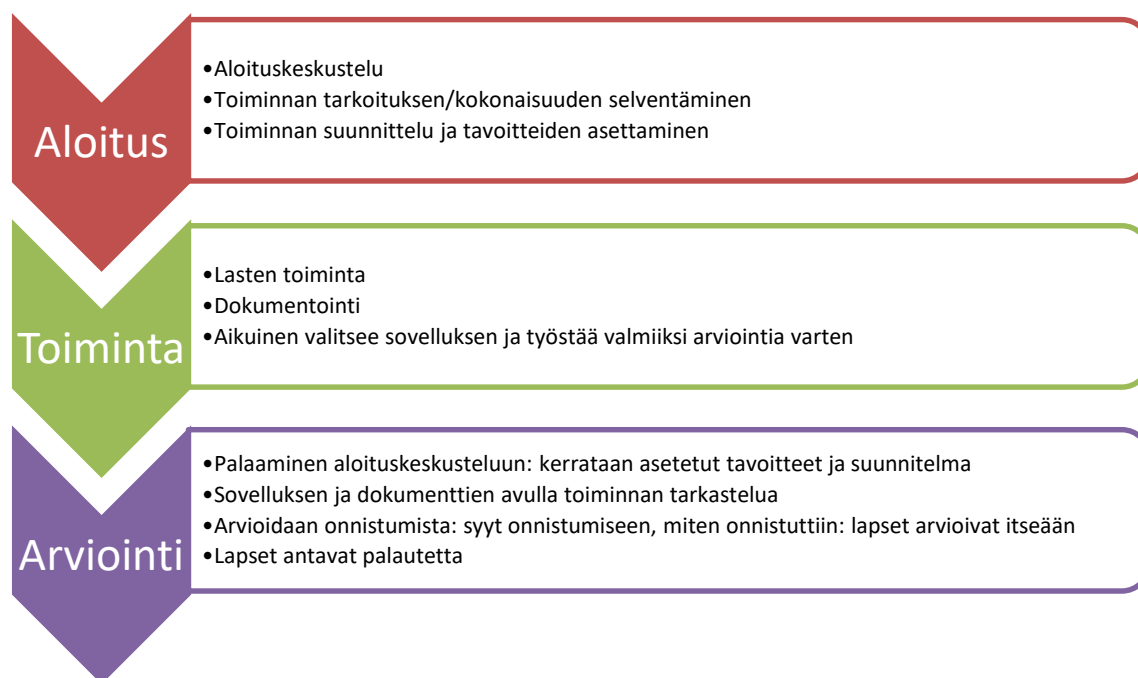 Aloitus
•Aloituskeskustelu
•Toiminnan tarkoituksen/kokonaisuuden selventäminen
•Toiminnan suunnittelu ja tavoitteiden asettaminen
Toiminta
•Lasten toiminta
•Dokumentointi
•Aikuinen valitsee sovelluksen ja työstää valmiiksi arviointia varten
Arviointi
•Palaaminen aloituskeskusteluun: kerrataan asetetut tavoitteet ja suunnitelma
•Sovelluksen ja dokumenttien avulla toiminnan tarkastelua
•Arvioidaan onnistumista: syyt onnistumiseen, miten onnistuttiin: lapset arvioivat itseään
•Lapset antavat palautetta